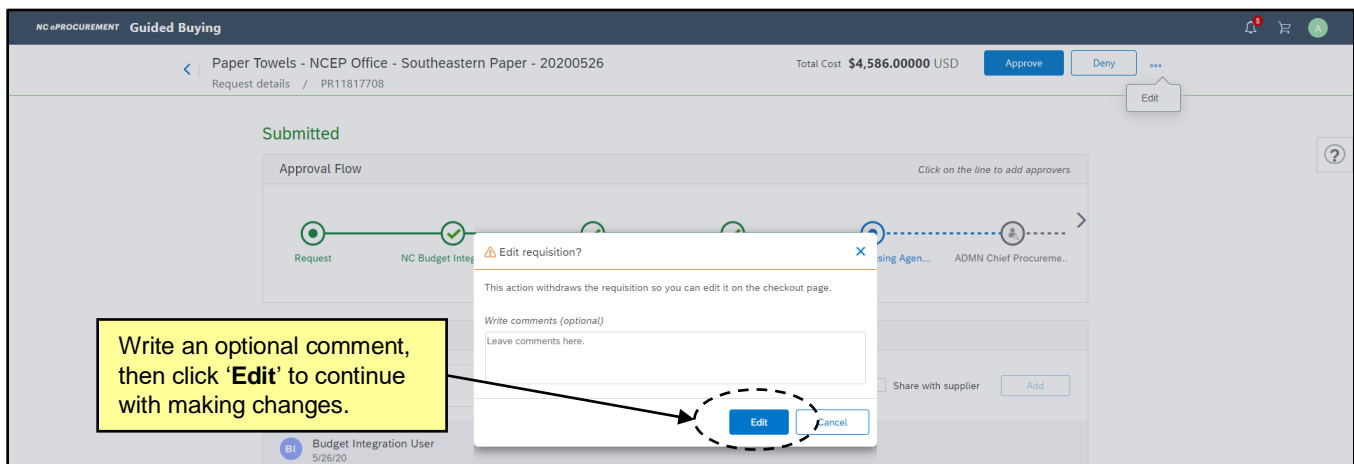 NC ePROCUREMENT Guided Buying
8
A
Paper Towels - NCEP Office - Southeastern Paper - 20200526
Total Cost $4,586.00000 USD
Approve
Deny
Request details / PR11817708
Edit
Submitted
?
Approval Flow
Click on the line to add approvers
Request
NC Budget Integ
sing Agen...
ADMN Chief Procureme..
Edit requisition?
This action withdraws the requisition so you can edit it on the checkout page.
Write comments (optional)
Leave comments here.
Write an optional comment,
then click ‘Edit’ to continue
with making changes.
Share with supplier
Add
Edit
Cancel
BI
Budget Integration User
5/26/20